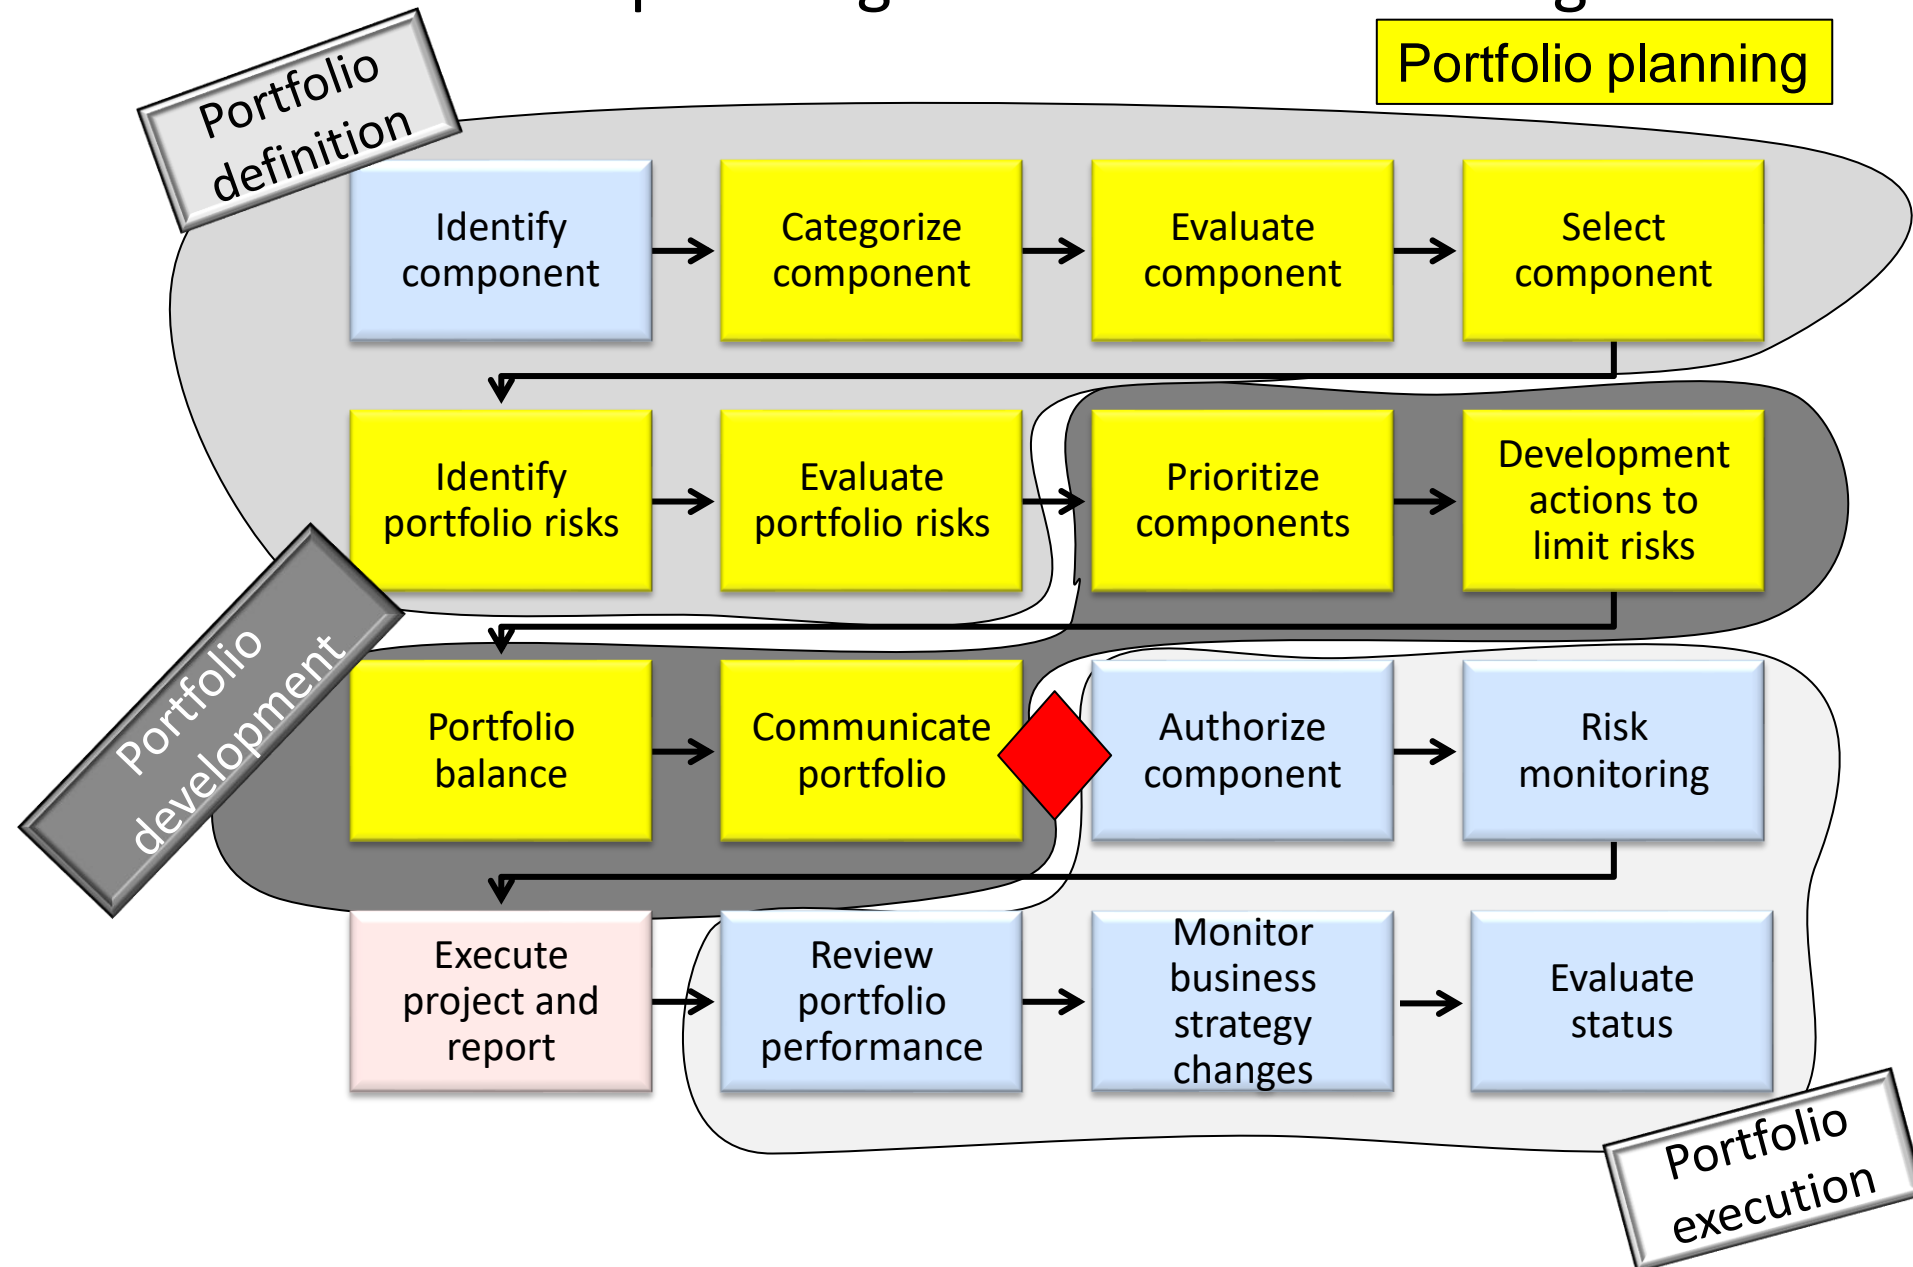 Portfolio planning
Portfolio
definition
Identify
component
Categorize
component
Evaluate
component
Select
component
Identify
portfolio risks
Evaluate
portfolio risks
Prioritize
components
Development
actions to
limit risks
Portfolio
development
Portfolio
balance
Communicate
portfolio
Authorize
component
Risk
monitoring
Execute
project and
report
Review
portfolio
performance
Monitor
business
strategy
changes
Evaluate
status
Portfolio
execution